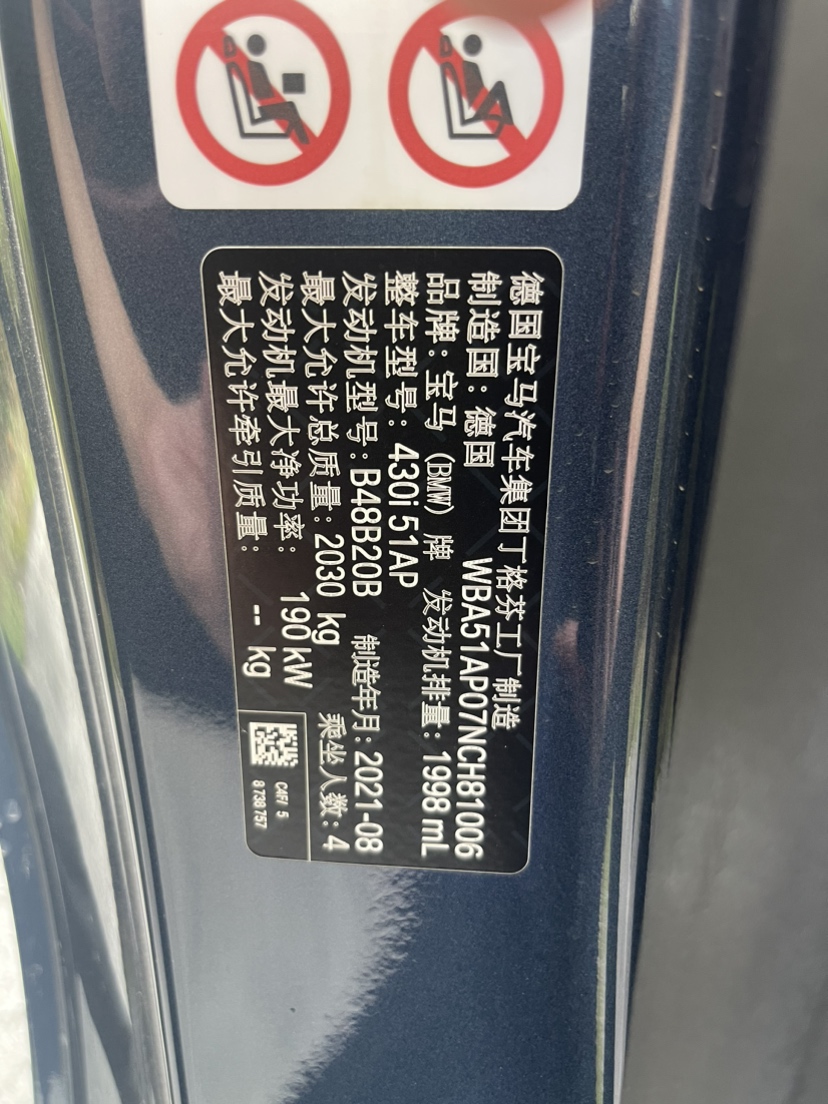 德国宝马汽车集团丁格芬工厂制造
制造国：德国 WBA51AP07NCH81006
品牌：宝马 (BMW) 牌 发动机排量：1998 mL
整车型号：430i 51AP
发动机型号：B48B20B 制造年月：2021-08
最大允许总质量：2030 kg 乘坐人数：4
发动机最大净功率：190 kW
最大允许牵引质量：-- kg
C4FI 5
8 738 757